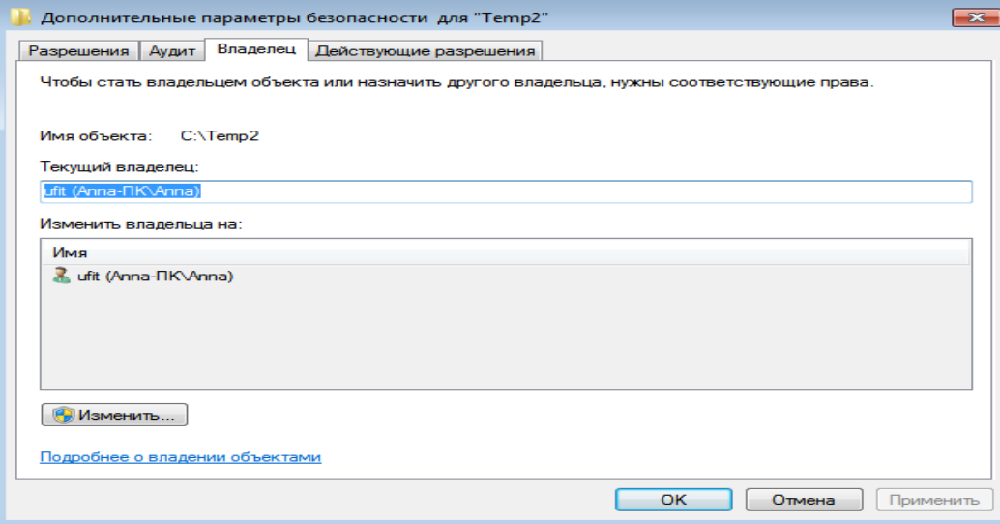 Дополнительные параметры безопасности для "Temp2"
Разрешения Аудит Владелец Действующие разрешения
Чтобы стать владельцем объекта или назначить другого владельца, нужны соответствующие права.
Имя объекта: C:\Temp2
Текущий владелец:
ufit (Anna-ПК\Anna)
Изменить владельца на:
Имя
ufit (Anna-ПК\Anna)
Изменить...
Подробнее о владении объектами
ОК Отмена Применить